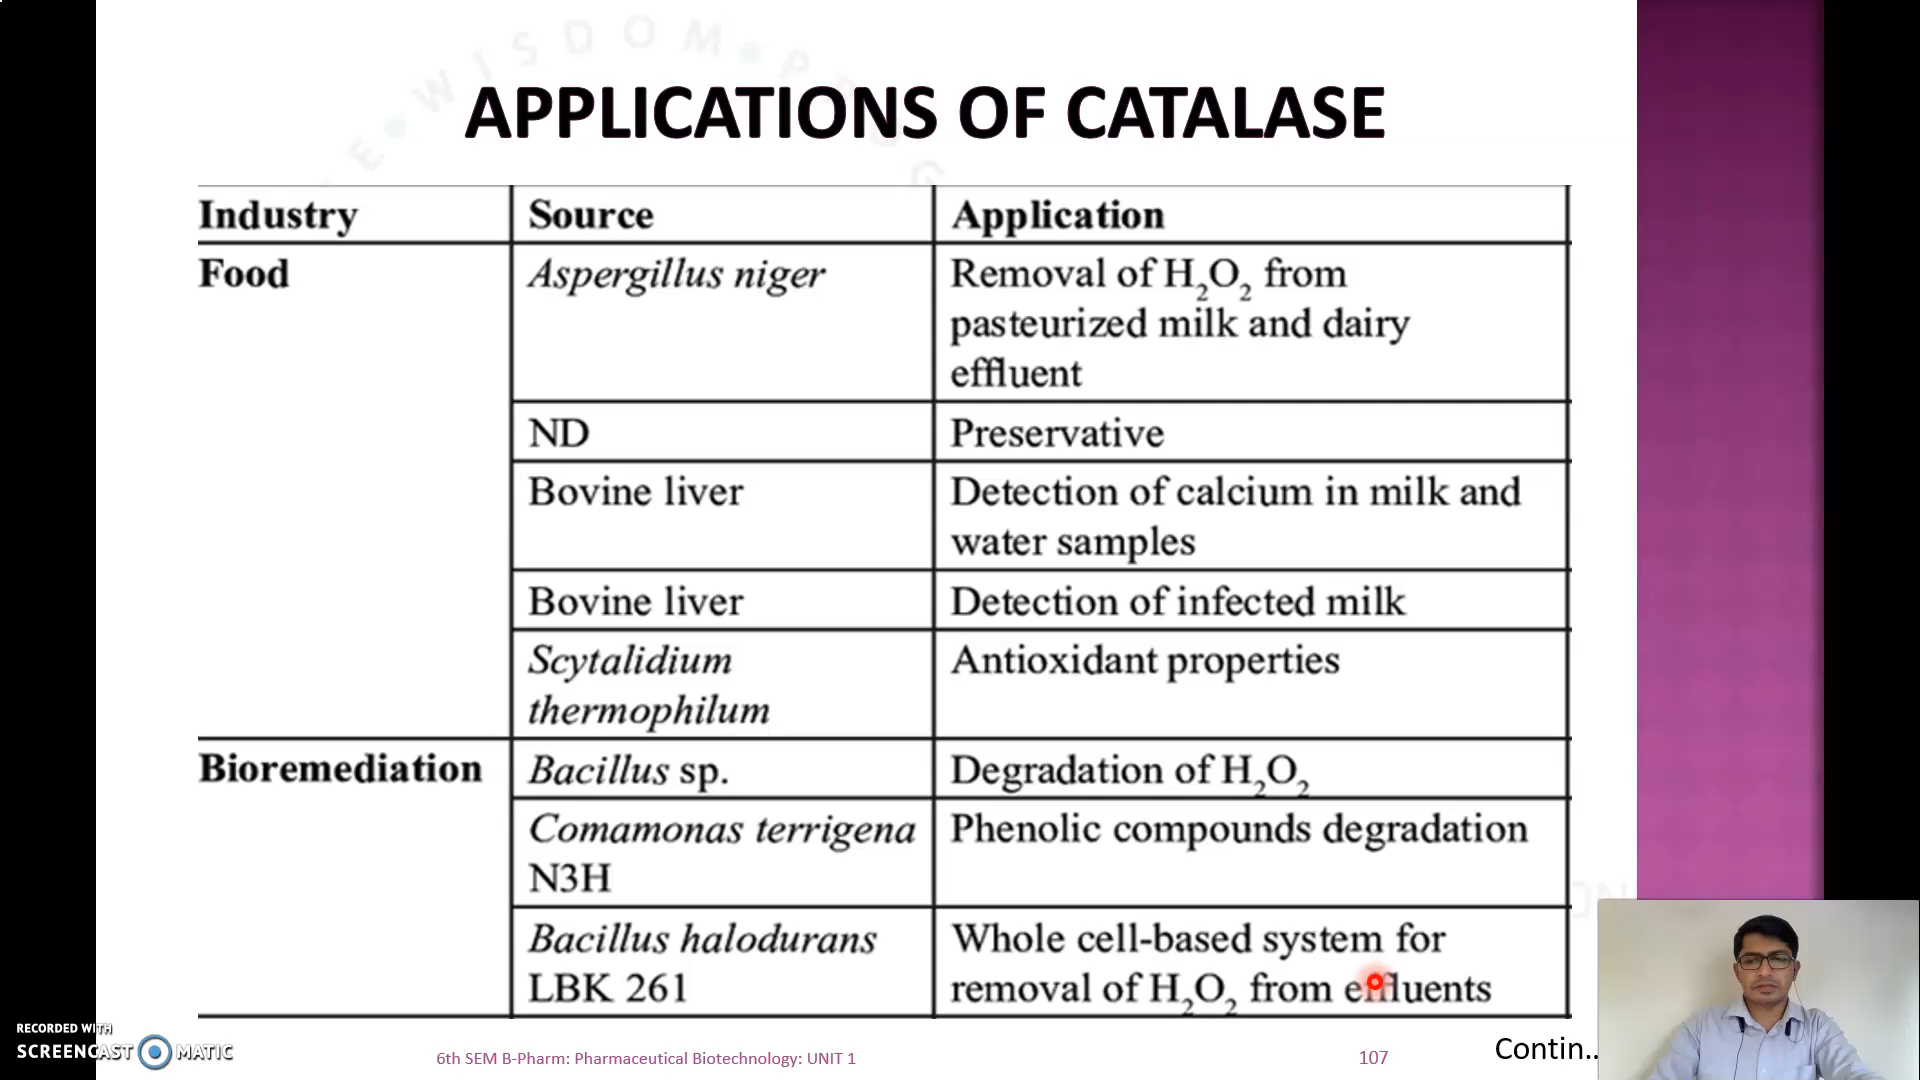 E • WISDOM • P
G
APPLICATIONS OF CATALASE
Industry Source Application
Food Aspergillus niger Removal of H₂O₂ from
pasteurized milk and dairy
effluent
ND Preservative
Bovine liver Detection of calcium in milk and
water samples
Bovine liver Detection of infected milk
Scytalidium Antioxidant properties
thermophilum
Bioremediation Bacillus sp. Degradation of H₂O₂
Comamonas terrigena Phenolic compounds degradation
N3H
Bacillus halodurans Whole cell-based system for
LBK 261 removal of H₂O₂ from effluents
RECORDED WITH
SCREENCAST MATIC
6th SEM B-Pharm: Pharmaceutical Biotechnology: UNIT 1
107
Contin..